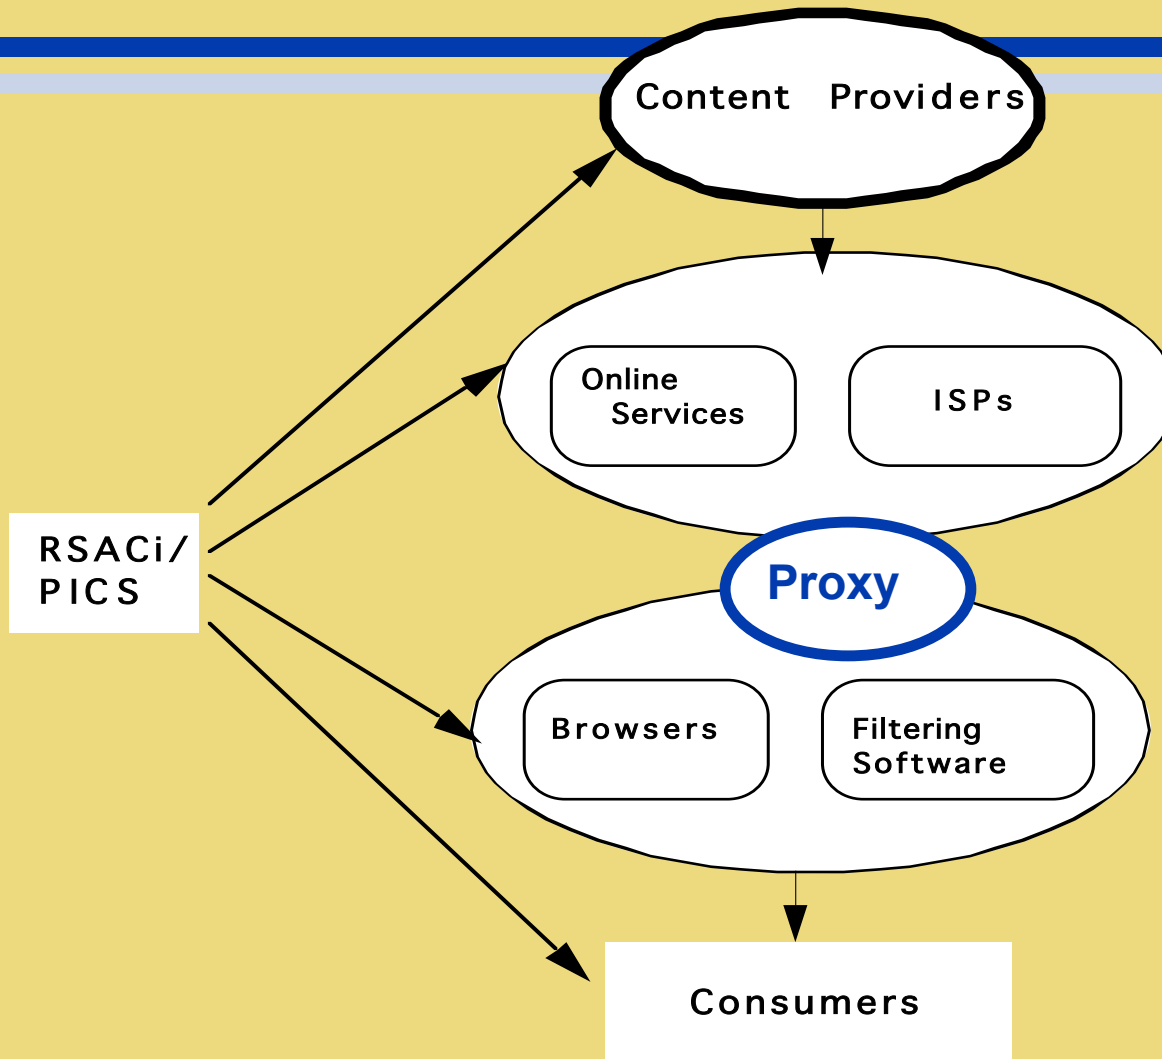 Content Providers
Online
Services
ISPs
RSACi/
PICS
Proxy
Browsers
Filtering
Software
Consumers